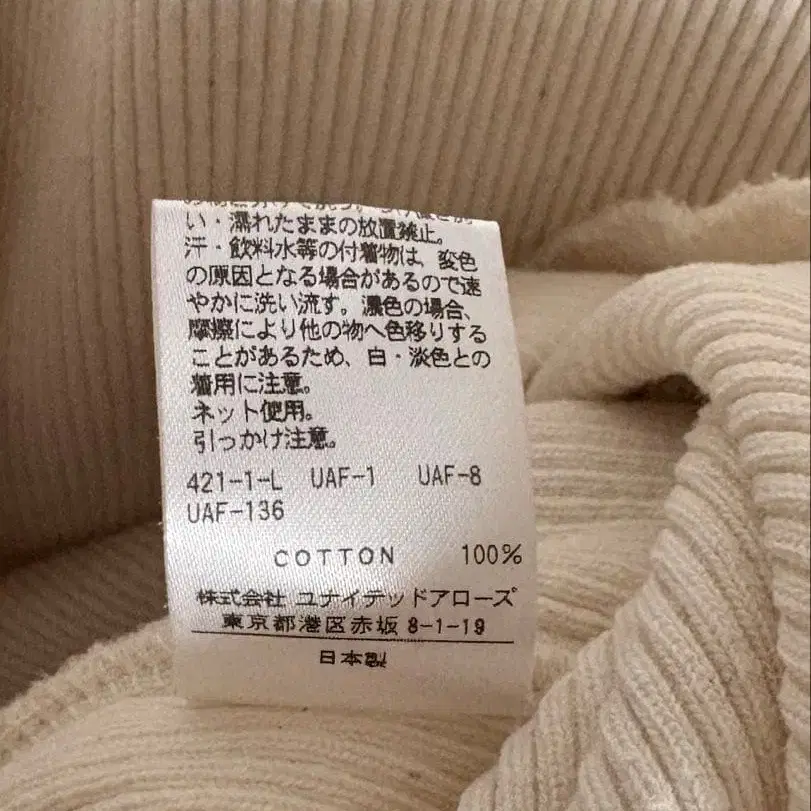 い・濡れたままの放置禁止。
汗・飲料水等の付着物は、変色
の原因となる場合があるので速
やかに洗い流す。濃色の場合、
摩擦により他の物へ色移りする
ことがあるため、白・淡色との
着用に注意。
ネット使用。
引っかけ注意。
421-1-L UAF-1 UAF-8
UAF-136
COTTON 100%
株式会社 ユナイテッドアローズ
東京都港区赤坂 8-1-19
日本製